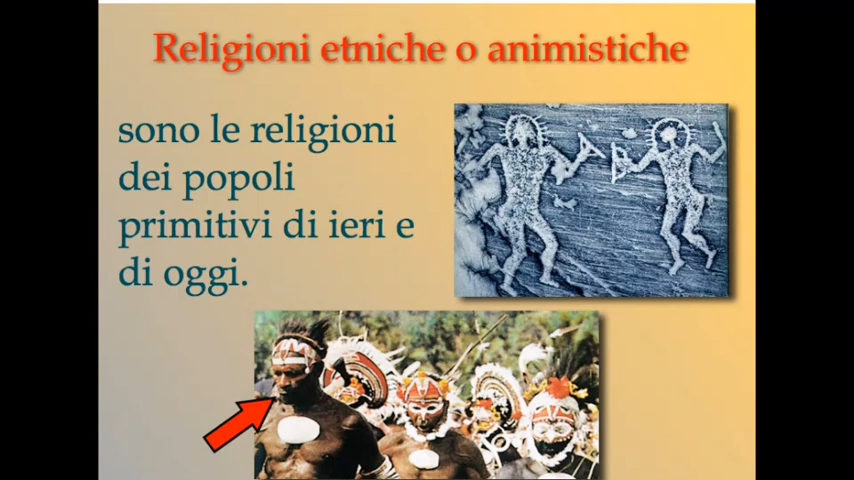 Religioni etniche o animistiche
sono le religioni
dei popoli
primitivi di ieri e
di oggi.